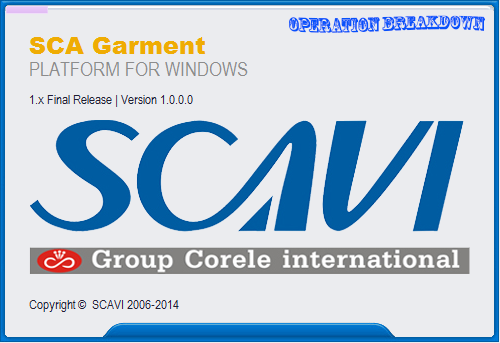 OPERATION BREAKDOWN
SCA Garment
PLATFORM FOR WINDOWS
1.x Final Release | Version 1.0.0.0
SCAVI
Group Corele international
Copyright © SCAVI 2006-2014